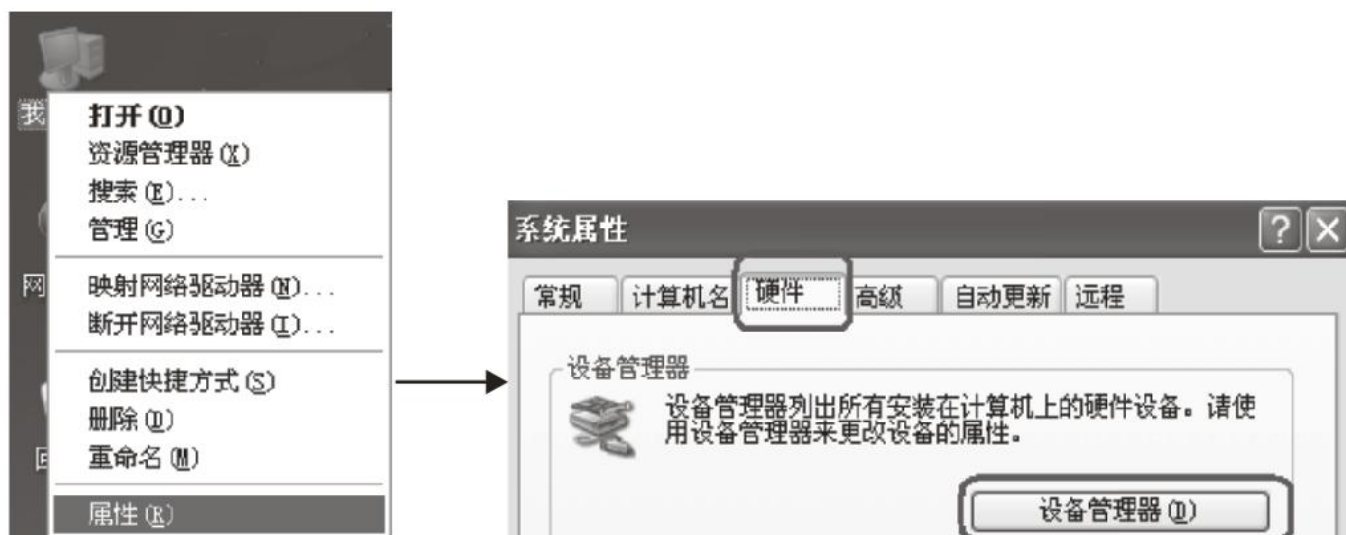 我
打开(O)
资源管理器(X)
搜索(E)...
管理(G)
网
映射网络驱动器(N)...
断开网络驱动器(I)...
创建快捷方式(S)
删除(D)
重命名(M)
属性(R)
系统属性
常规 计算机名 硬件 高级 自动更新 远程
设备管理器
设备管理器列出所有安装在计算机上的硬件设备。请使
用设备管理器来更改设备的属性。
设备管理器(D)